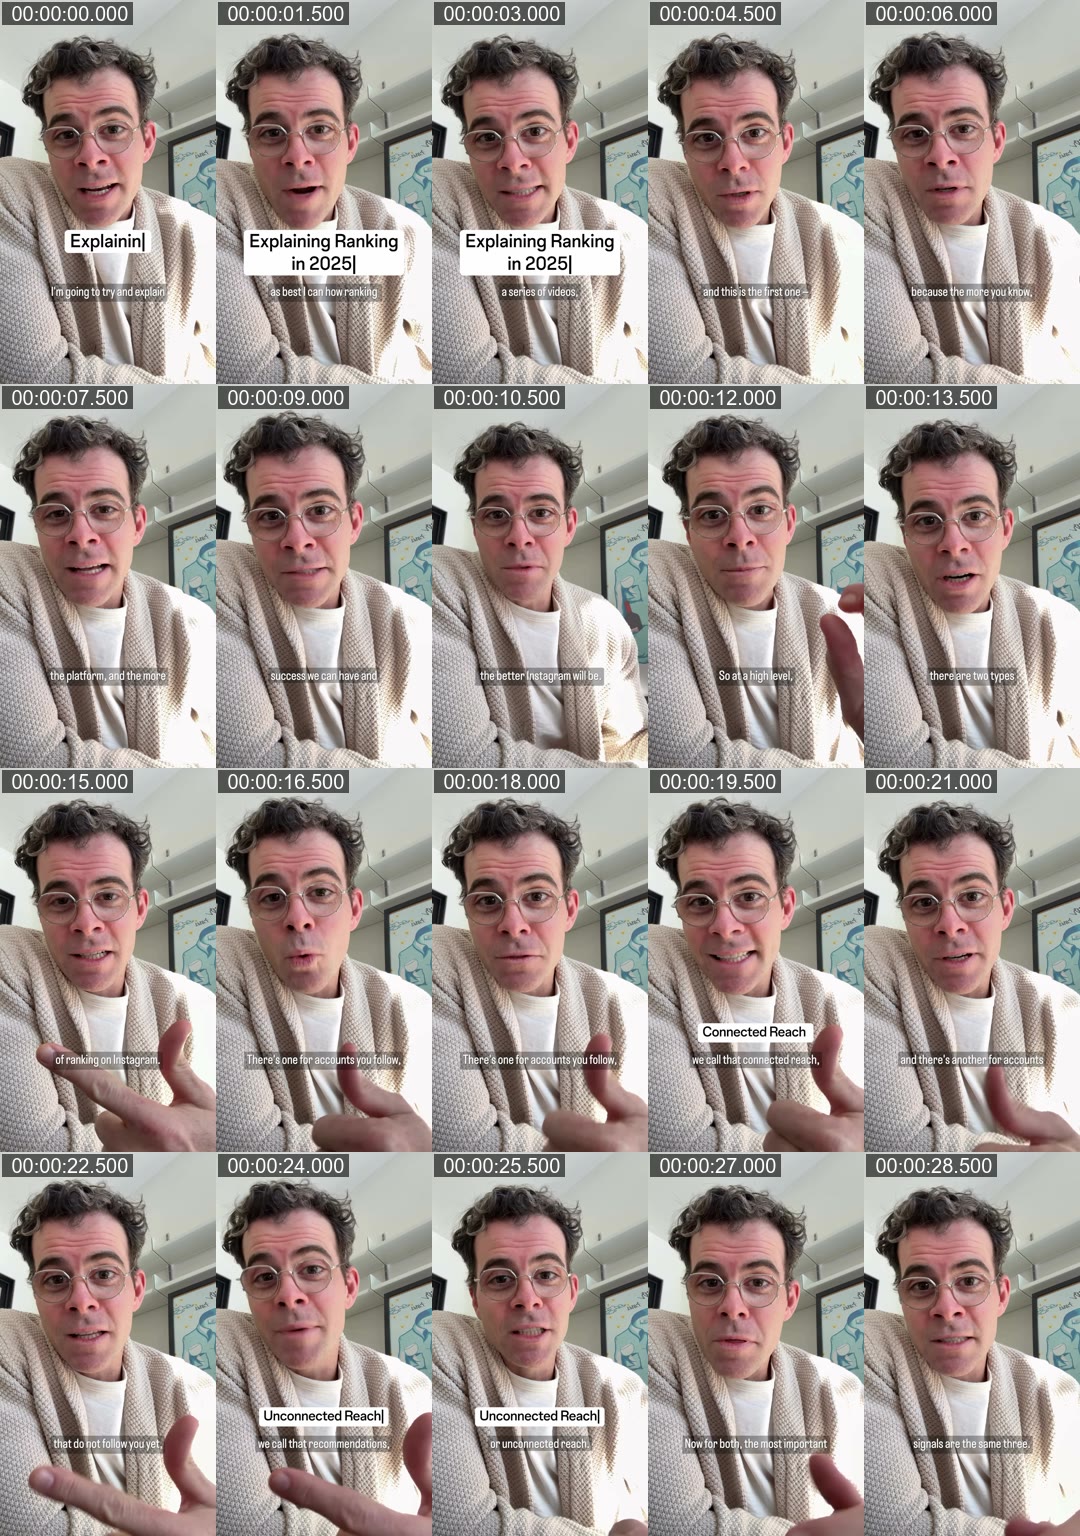 00:00:00.000
Explainin|
I'm going to try and explain
00:00:01.500
Explaining Ranking
in 2025|
as best I can how ranking
00:00:03.000
Explaining Ranking
in 2025|
a series of videos,
00:00:04.500
and this is the first one –
00:00:06.000
because the more you know,
00:00:07.500
the platform, and the more
00:00:09.000
success we can have and
00:00:10.500
the better Instagram will be.
00:00:12.000
So at a high level,
00:00:13.500
there are two types
00:00:15.000
of ranking on Instagram.
00:00:16.500
There's one for accounts you follow,
00:00:18.000
There's one for accounts you follow,
00:00:19.500
Connected Reach
we call that connected reach,
00:00:21.000
and there's another for accounts
00:00:22.500
that do not follow you yet,
00:00:24.000
Unconnected Reach|
we call that recommendations,
00:00:25.500
Unconnected Reach|
or unconnected reach.
00:00:27.000
Now for both, the most important
00:00:28.500
signals are the same three.